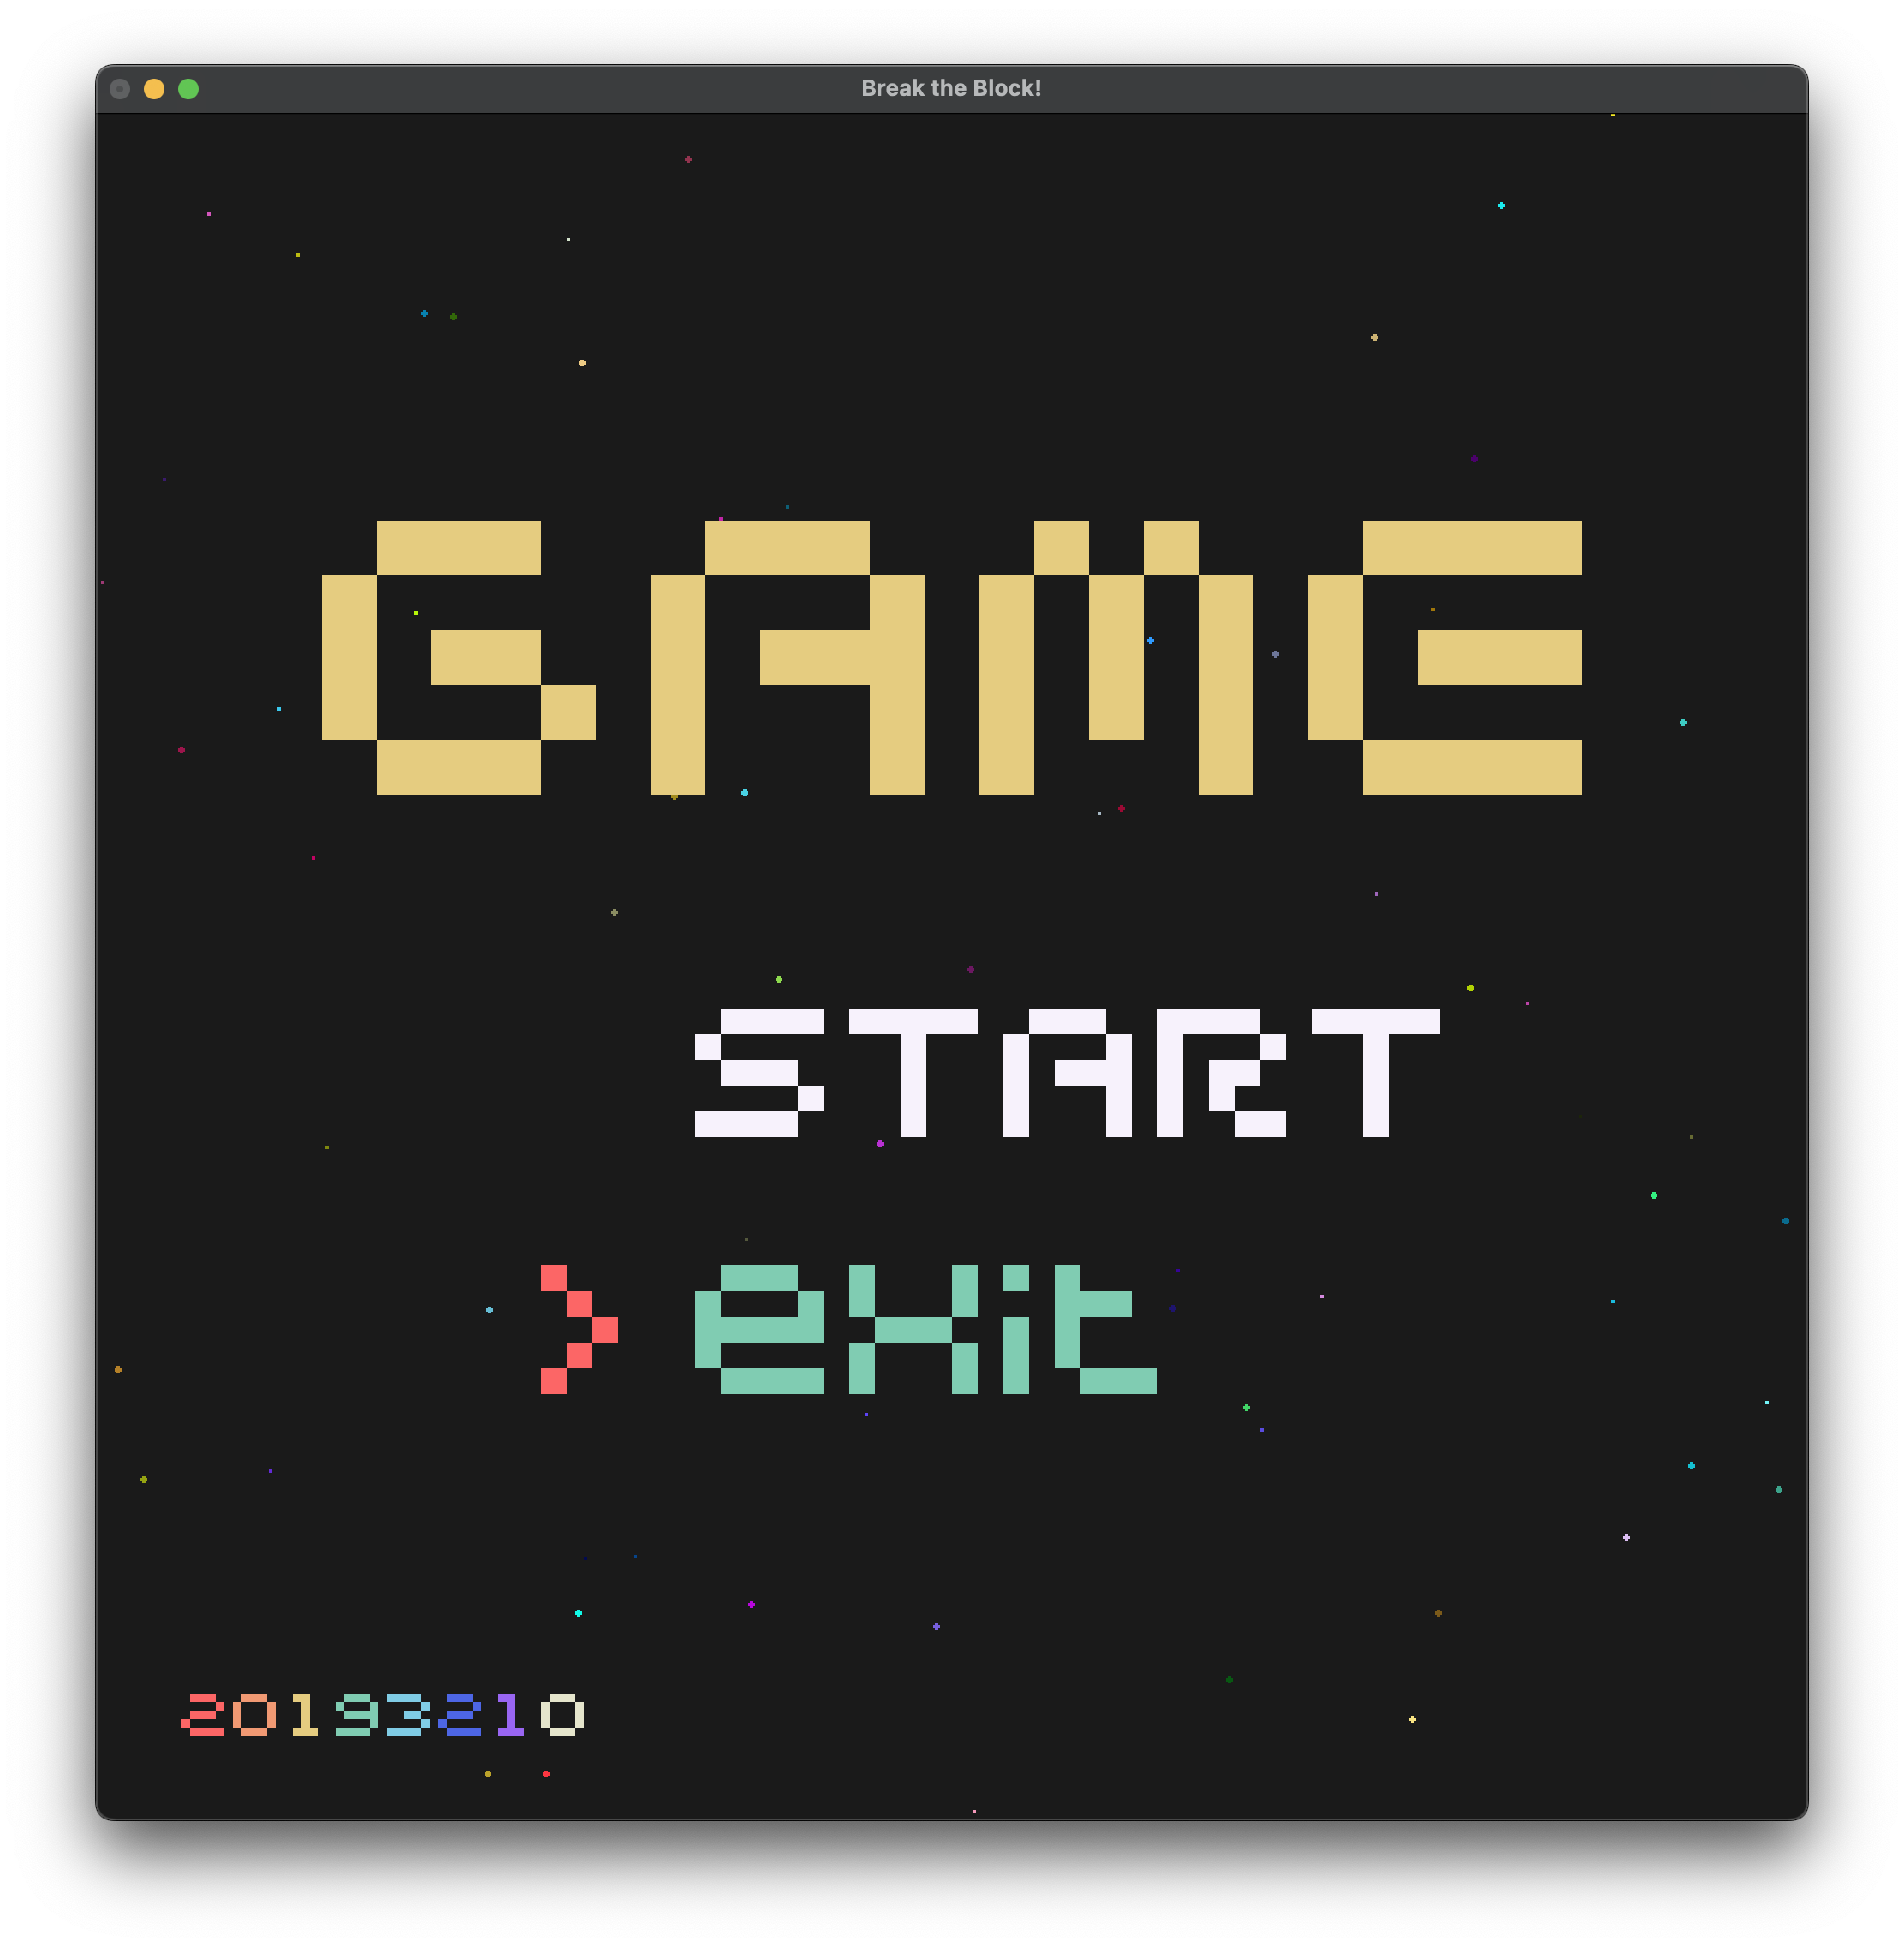 Break the Block!
GAME
START
> eXit
20193210